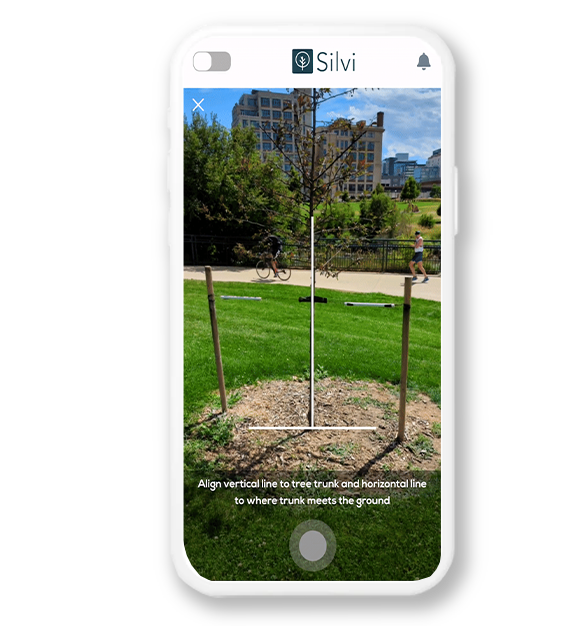 Silvi
Align vertical line to tree trunk and horizontal line
to where trunk meets the ground